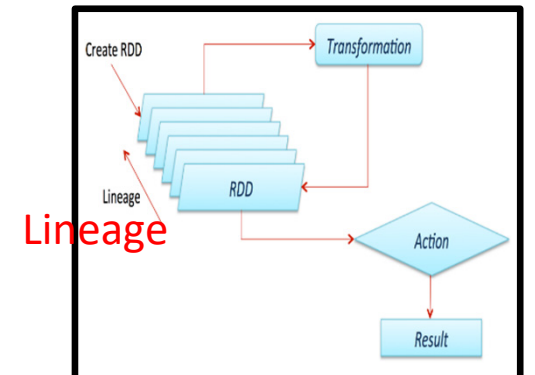 Create RDD
Transformation
RDD
Lineage
Lineage
Action
Result